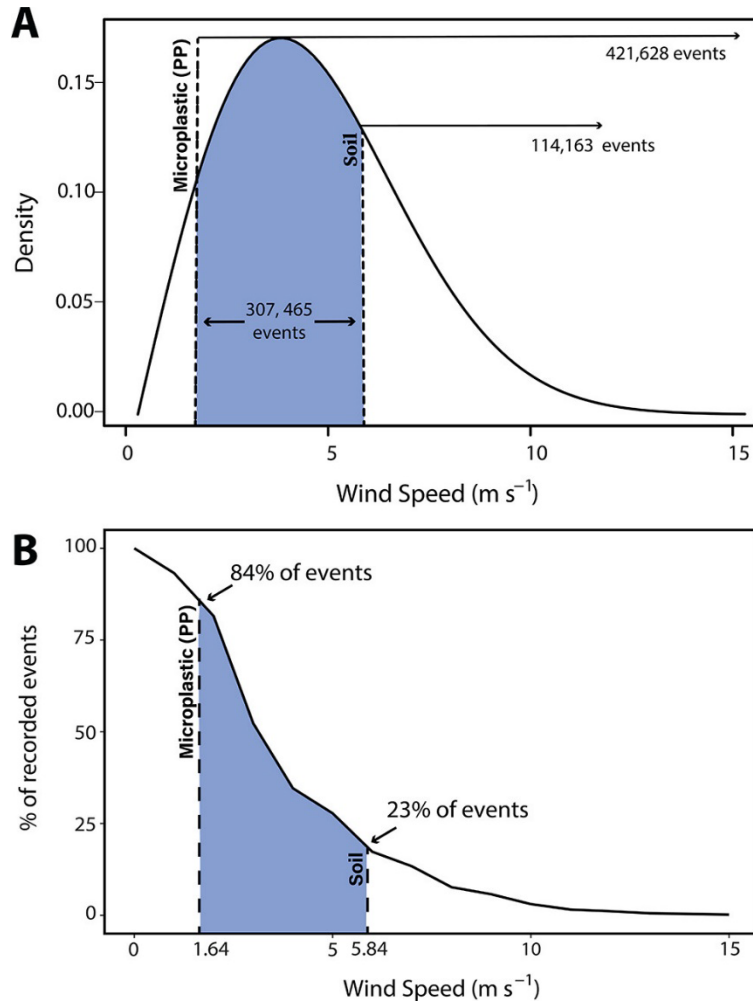 A
Microplastic (PP)
421,628 events
0.15
Soil
114,163 events
0.10
Density
0.05
307, 465
events
0.00
0
5
10
15
Wind Speed (m s⁻¹)
B
100
84% of events
Microplastic (PP)
75
% of recorded events
50
23% of events
25
Soil
0
0
1.64
5
5.84
10
15
Wind Speed (m s⁻¹)